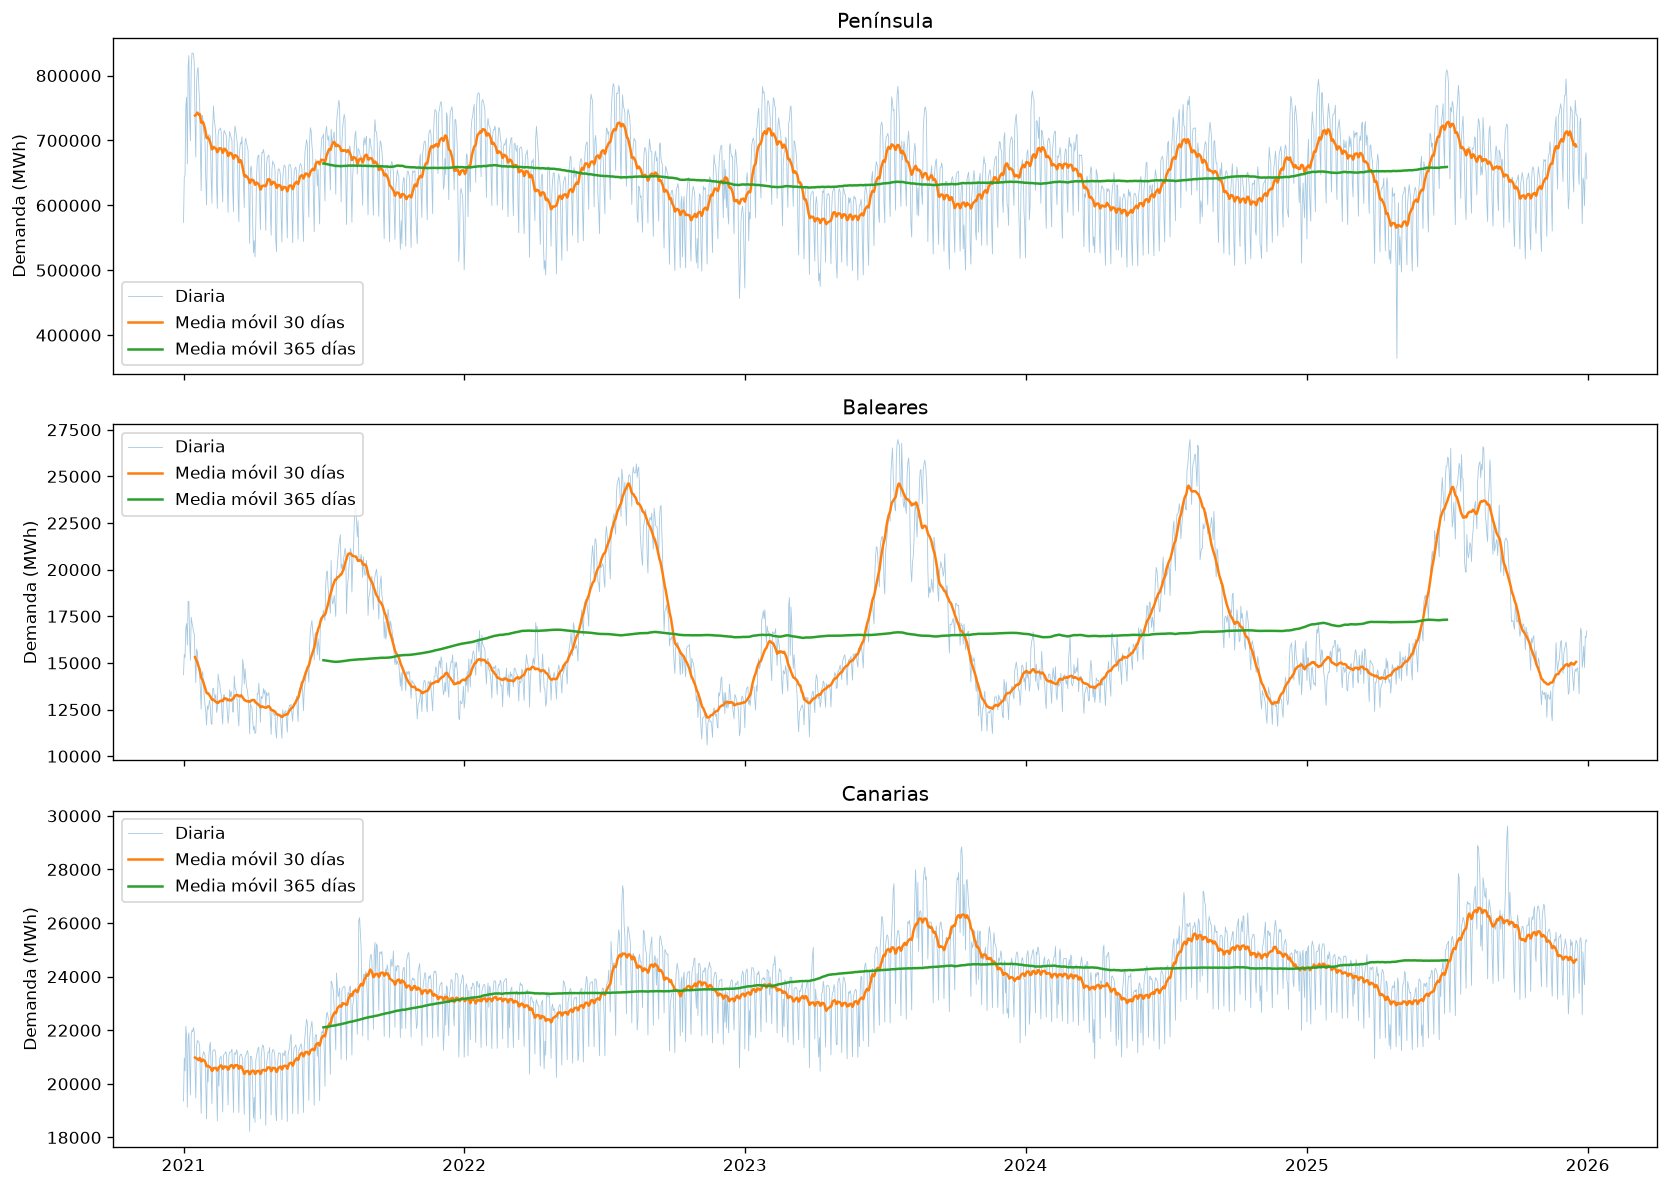 Península
Demanda (MWh)
800000
700000
600000
500000
400000
Diaria
Media móvil 30 días
Media móvil 365 días
Baleares
Demanda (MWh)
27500
25000
22500
20000
17500
15000
12500
10000
Diaria
Media móvil 30 días
Media móvil 365 días
Canarias
Demanda (MWh)
30000
28000
26000
24000
22000
20000
18000
Diaria
Media móvil 30 días
Media móvil 365 días
2021 2022 2023 2024 2025 2026